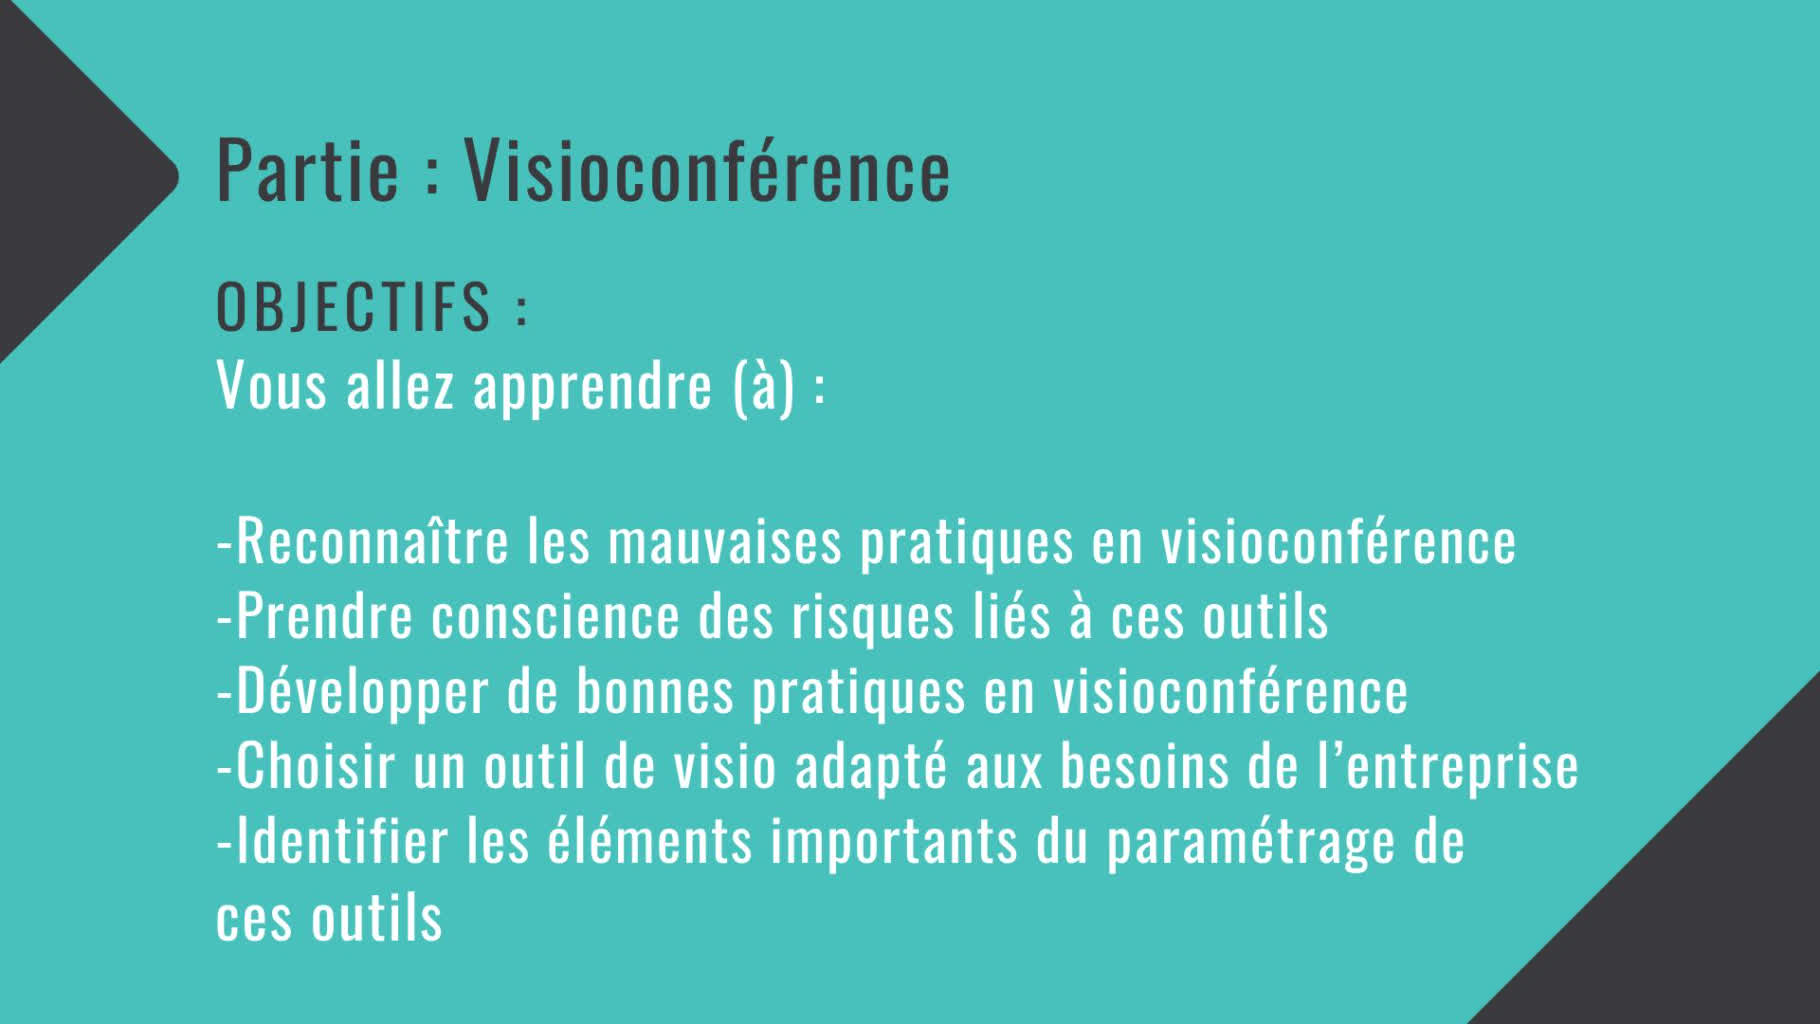 Partie : Visioconférence
OBJECTIFS :
Vous allez apprendre (à) :
-Reconnaître les mauvaises pratiques en visioconférence
-Prendre conscience des risques liés à ces outils
-Développer de bonnes pratiques en visioconférence
-Choisir un outil de visio adapté aux besoins de l’entreprise
-Identifier les éléments importants du paramétrage de
ces outils